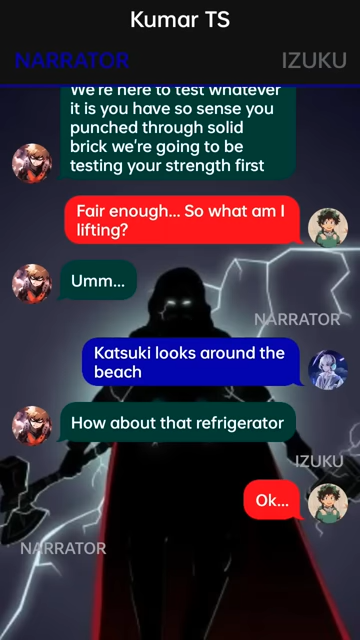 Kumar TS
NARRATOR
IZUKU
We're here to test whatever
it is you have so sense you
punched through solid
brick we're going to be
testing your strength first
Fair enough... So what am I
lifting?
Umm...
NARRATOR
Katsuki looks around the
beach
How about that refrigerator
IZUKU
Ok...
NARRATOR